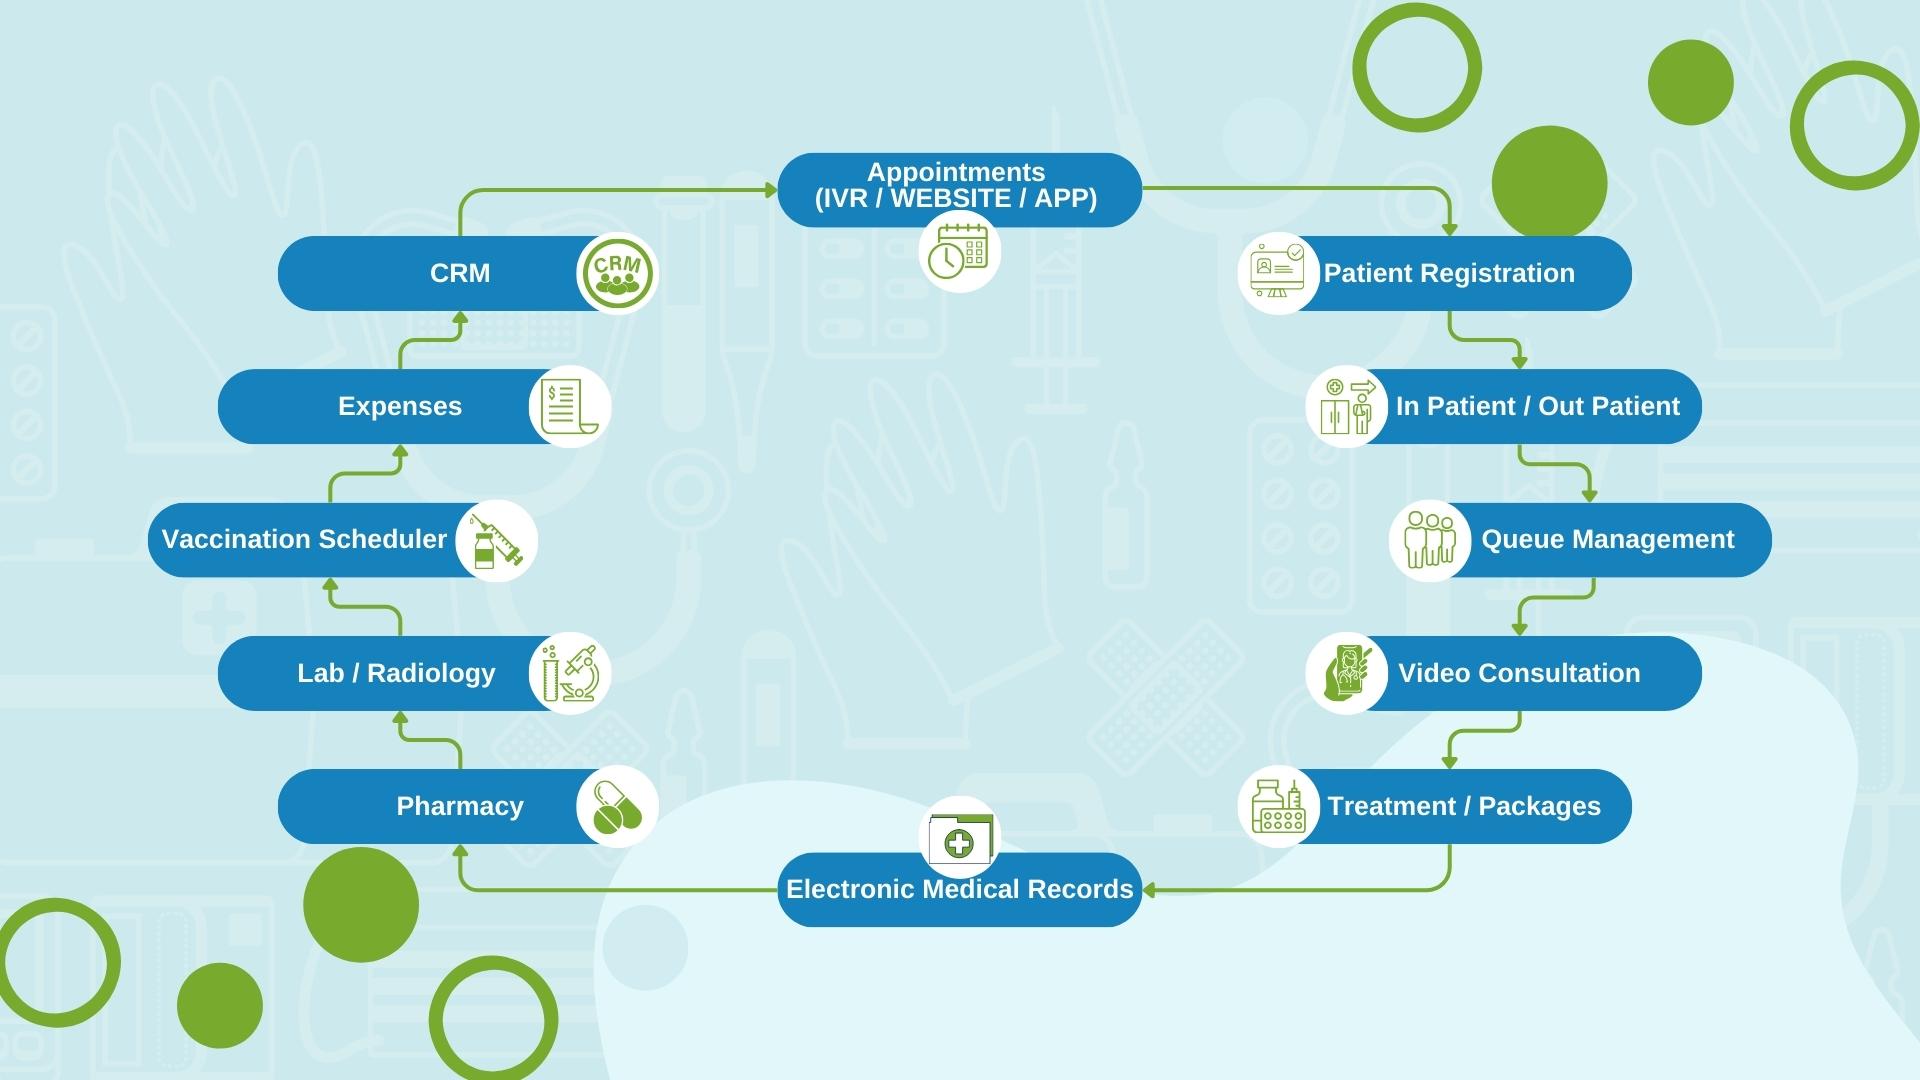 Appointments
(IVR / WEBSITE / APP)
CRM
CRM
Patient Registration
Expenses
$
In Patient / Out Patient
Vaccination Scheduler
Queue Management
Lab / Radiology
Video Consultation
Pharmacy
Treatment / Packages
Electronic Medical Records